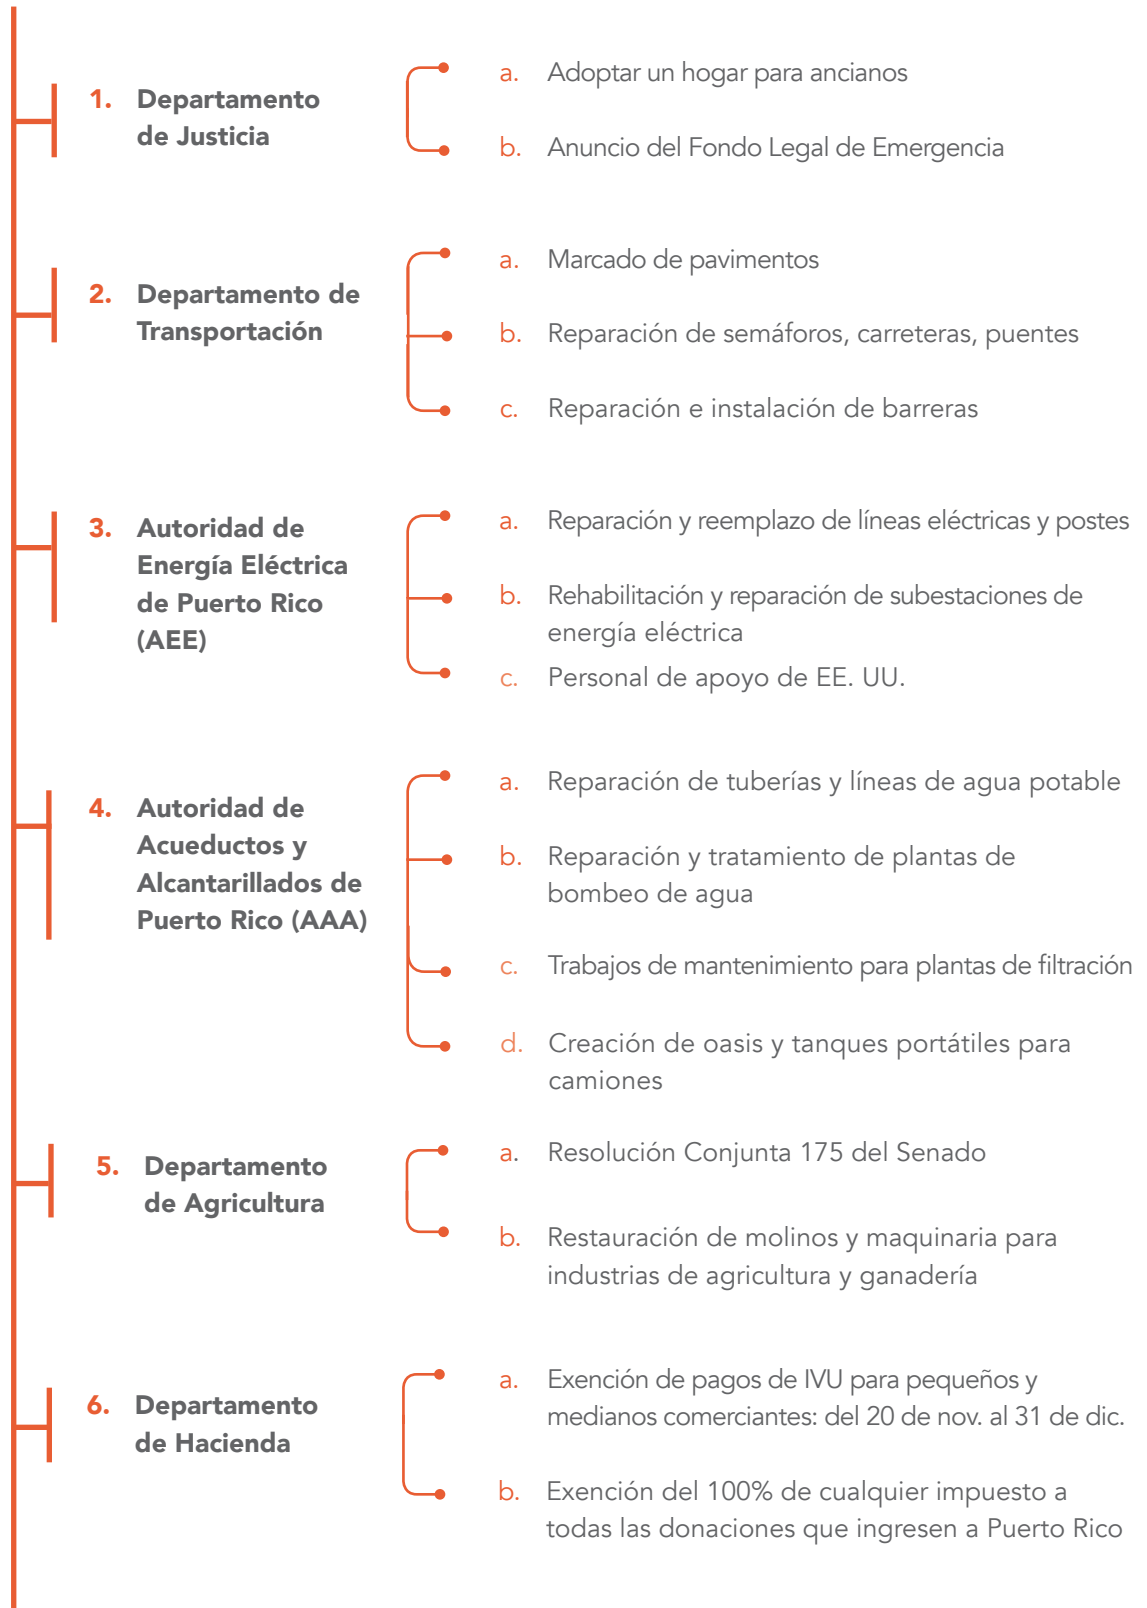 1. Departamento
de Justicia
a. Adoptar un hogar para ancianos
b. Anuncio del Fondo Legal de Emergencia
2. Departamento de
Transportación
a. Marcado de pavimentos
b. Reparación de semáforos, carreteras, puentes
c. Reparación e instalación de barreras
3. Autoridad de
Energía Eléctrica
de Puerto Rico
(AEE)
a. Reparación y reemplazo de líneas eléctricas y postes
b. Rehabilitación y reparación de subestaciones de
energía eléctrica
c. Personal de apoyo de EE. UU.
4. Autoridad de
Acueductos y
Alcantarillados de
Puerto Rico (AAA)
a. Reparación de tuberías y líneas de agua potable
b. Reparación y tratamiento de plantas de
bombeo de agua
c. Trabajos de mantenimiento para plantas de filtración
d. Creación de oasis y tanques portátiles para
camiones
5. Departamento
de Agricultura
a. Resolución Conjunta 175 del Senado
b. Restauración de molinos y maquinaria para
industrias de agricultura y ganadería
6. Departamento
de Hacienda
a. Exención de pagos de IVU para pequeños y
medianos comerciantes: del 20 de nov. al 31 de dic.
b. Exención del 100% de cualquier impuesto a
todas las donaciones que ingresen a Puerto Rico